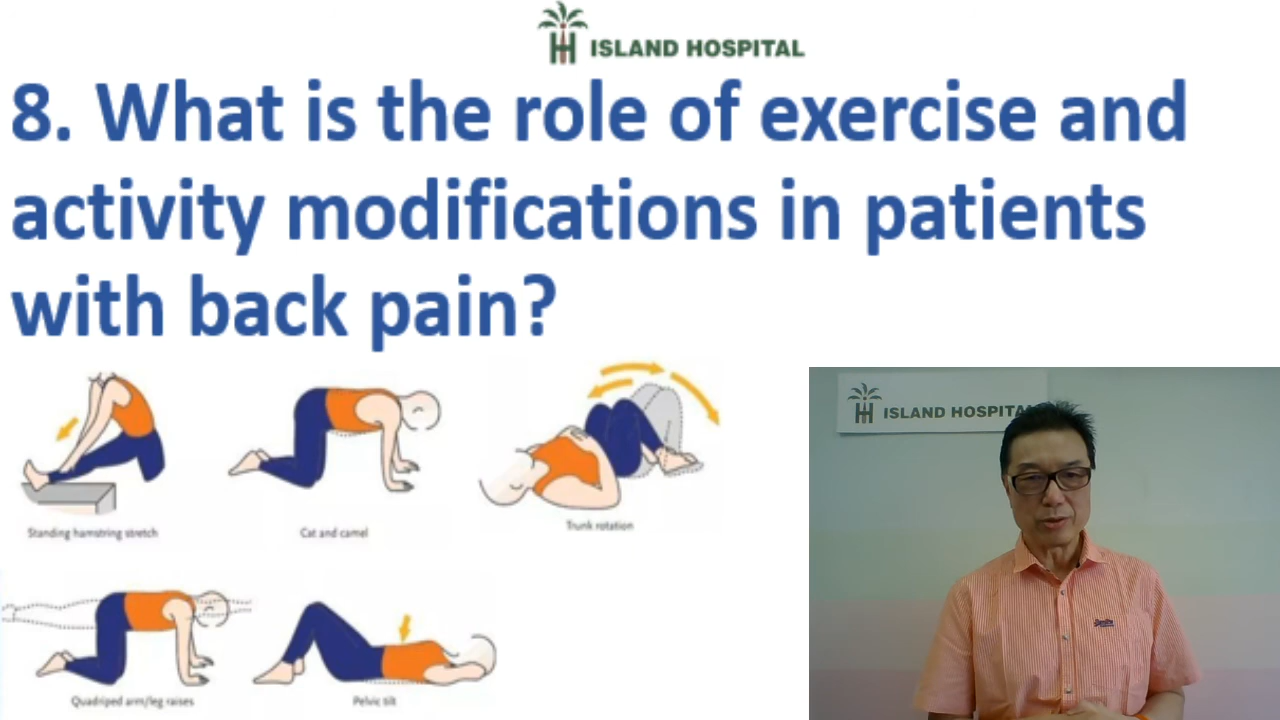 ISLAND HOSPITAL
8. What is the role of exercise and
activity modifications in patients
with back pain?
Standing hamstring stretch
Cat and camel
Trunk rotation
ISLAND HOSPITAL
Quadriped arm/leg raises
Pelvic tilt